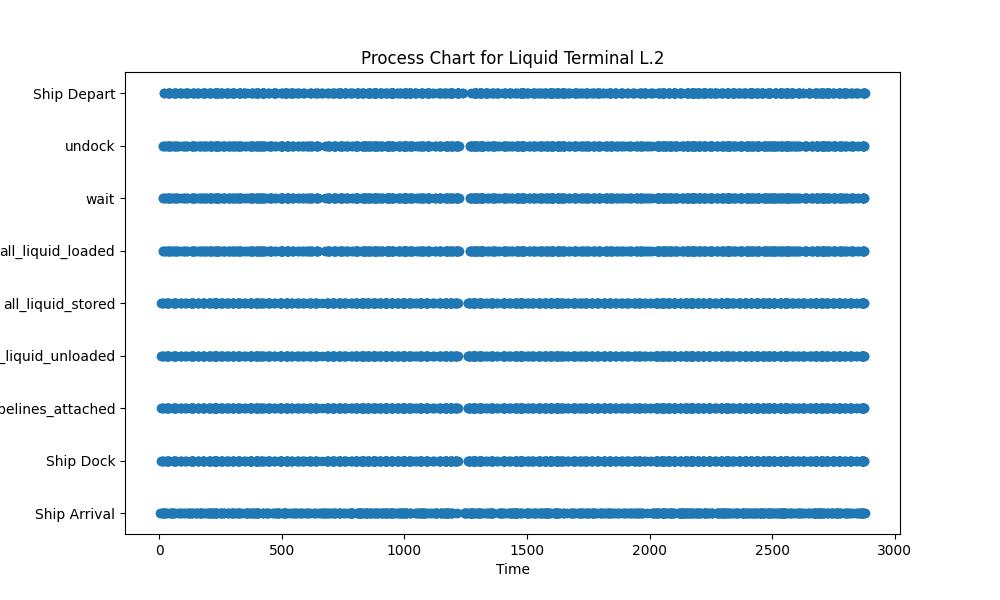 Process Chart for Liquid Terminal L.2
Ship Depart
undock
wait
all_liquid_loaded
all_liquid_stored
_liquid_unloaded
pelines_attached
Ship Dock
Ship Arrival
0 500 1000 1500 2000 2500 3000
Time